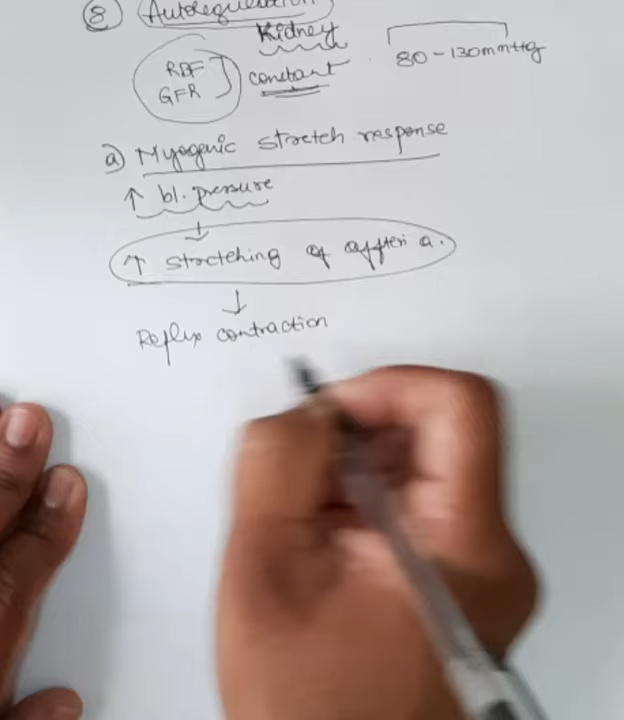 8 Autoregulation
Kidney
RBF
GFR
constant
80-130mmHg
a) Myogenic stretch response
↑ bl. pressure
↓
↑ stretching of afferi a.
↓
Reflex contraction